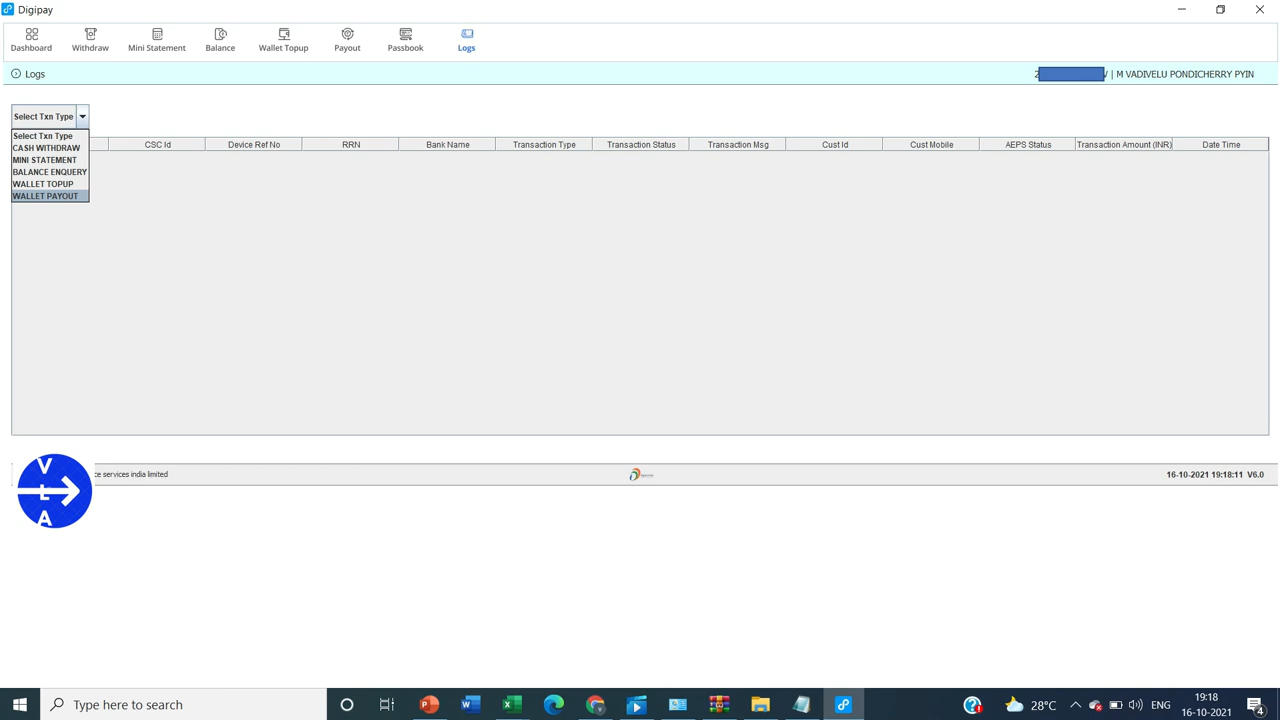 Digipay
Dashboard Withdraw Mini Statement Balance Wallet Topup Payout Passbook Logs
Logs | M VADIVELU PONDICHERRY PYIN
Select Txn Type
Select Txn Type
CASH WITHDRAW
MINI STATEMENT
BALANCE ENQUERY
WALLET TOPUP
WALLET PAYOUT
CSC Id Device Ref No RRN Bank Name Transaction Type Transaction Status Transaction Msg Cust Id Cust Mobile AEPS Status Transaction Amount (INR) Date Time
V
L
A
ce services india limited 16-10-2021 19:18:11 V6.0
Type here to search 28°C ENG 19:18
16-10-2021 4